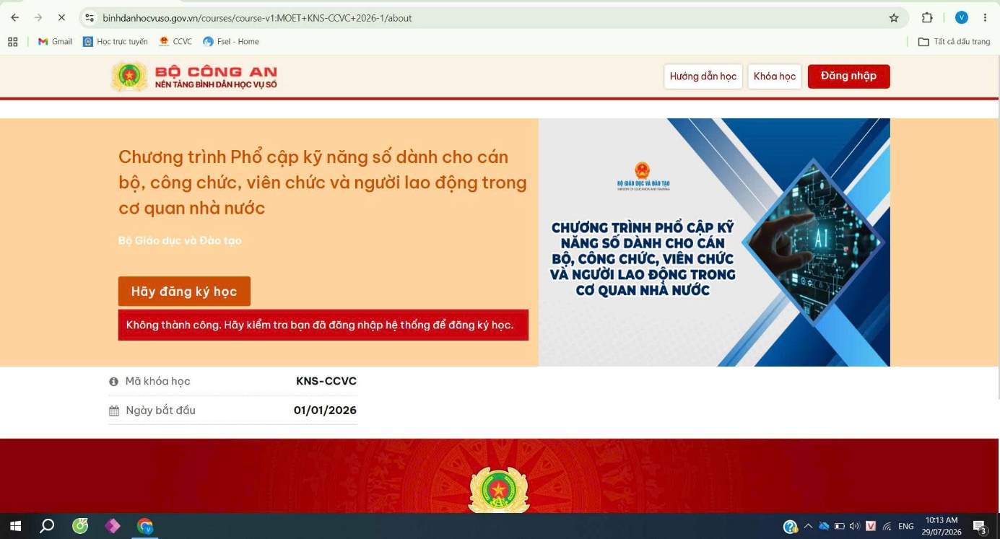 binhdanhocvuso.gov.vn/courses/course-v1:MOET+KNS-CCVC+2026-1/about
V
Gmail
Học trực tuyến
CCVC
Fsel - Home
Tất cả dấu trang
BỘ CÔNG AN
NỀN TẢNG BÌNH DÂN HỌC VỤ SỐ
Hướng dẫn học
Khóa học
Đăng nhập
Chương trình Phổ cập kỹ năng số dành cho cán
bộ, công chức, viên chức và người lao động trong
cơ quan nhà nước
Bộ Giáo dục và Đào tạo
Hãy đăng ký học
Không thành công. Hãy kiểm tra bạn đã đăng nhập hệ thống để đăng ký học.
BỘ GIÁO DỤC VÀ ĐÀO TẠO
MINISTRY OF EDUCATION AND TRAINING
CHƯƠNG TRÌNH PHỔ CẬP KỸ
NĂNG SỐ DÀNH CHO CÁN
BỘ, CÔNG CHỨC, VIÊN CHỨC
VÀ NGƯỜI LAO ĐỘNG TRONG
CƠ QUAN NHÀ NƯỚC
AI
Mã khóa học
KNS-CCVC
Ngày bắt đầu
01/01/2026
V
V
ENG
10:13 AM
29/07/2026
3